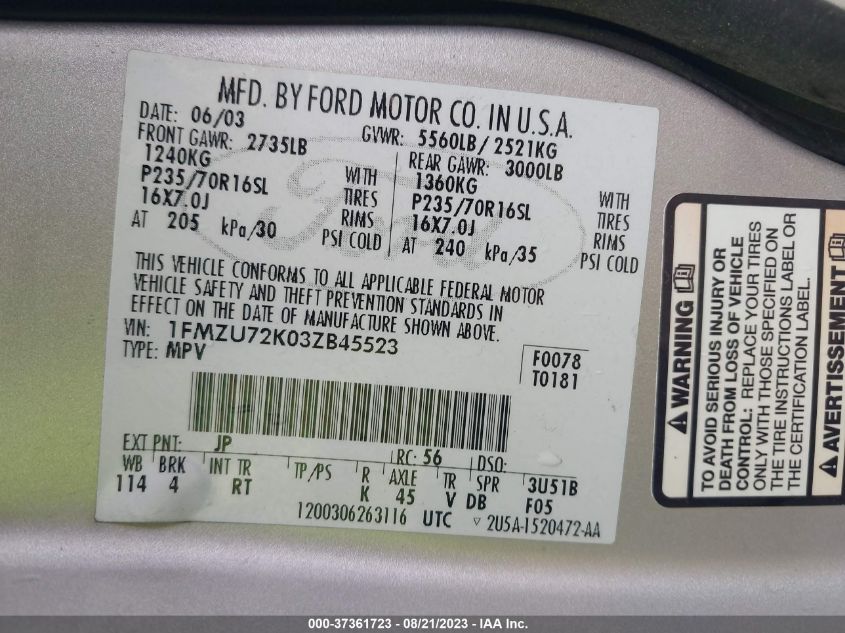 MFD. BY FORD MOTOR CO. IN U.S.A.
DATE: 06/03 GVWR: 5560LB/ 2521KG
FRONT GAWR: 2735LB REAR GAWR: 3000LB
1240KG WITH 1360KG WITH
P235/70R16SL TIRES P235/70R16SL TIRES
16X7.0J RIMS 16X7.0J RIMS
AT 205 kPa/30 PSI COLD AT 240 kPa/35 PSI COLD
Ford
THIS VEHICLE CONFORMS TO ALL APPLICABLE FEDERAL MOTOR
VEHICLE SAFETY AND THEFT PREVENTION STANDARDS IN
EFFECT ON THE DATE OF MANUFACTURE SHOWN ABOVE.
VIN: 1FMZU72K03ZB45523
TYPE: MPV
F0078
T0181
EXT PNT: JP RC: 56 DSO:
WB BRK INT TR TP/PS R AXLE TR SPR 3U51B
114 4 RT K 45 V DB F05
1200306263116 UTC ▽ 2U5A-1520472-AA
WARNING
TO AVOID SERIOUS INJURY OR
DEATH FROM LOSS OF VEHICLE
CONTROL: REPLACE YOUR TIRES
ONLY WITH THOSE SPECIFIED ON
THE TIRE INSTRUCTIONS LABEL OR
THE CERTIFICATION LABEL.
AVERTISSEMENT
000-37361723 - 08/21/2023 - IAA Inc.